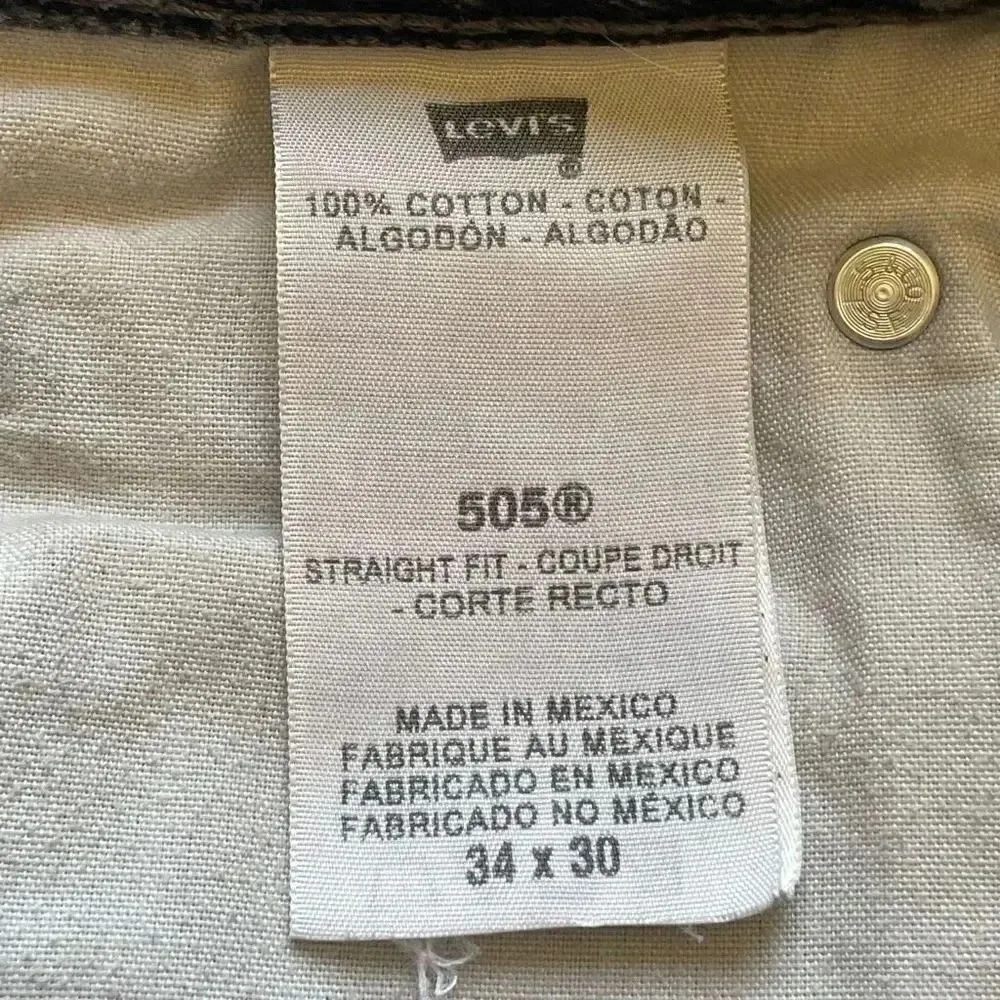 LEVI'S
®
100% COTTON - COTON -
ALGODÓN - ALGODÃO
505®
STRAIGHT FIT - COUPE DROIT
- CORTE RECTO
MADE IN MEXICO
FABRIQUE AU MEXIQUE
FABRICADO EN MEXICO
FABRICADO NO MÉXICO
34 x 30